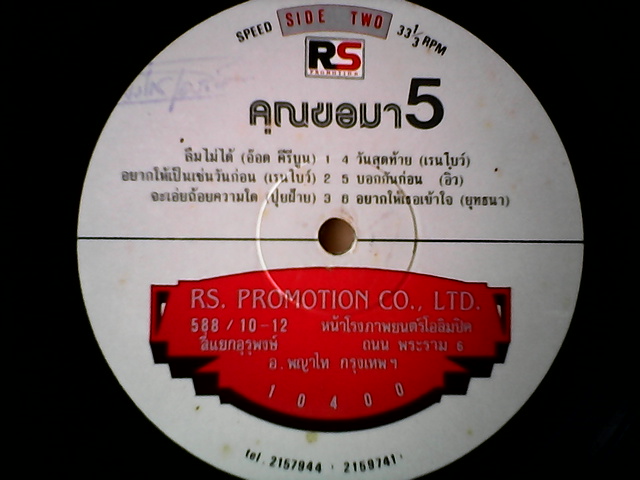 SPEED SIDE TWO 33 1/3 RPM
RS
PROMOTION
คุณขอมา 5
ลืมไม่ได้ (อ๊อด คีรีบูน) 1 4 วันสุดท้าย (เรนโบว์)
อยากให้เป็นเช่นวันก่อน (เรนโบว์) 2 5 บอกกันก่อน (อิ๋ว)
จะเอ่ยถ้อยความใด (ปุยฝ้าย) 3 6 อยากให้เธอเข้าใจ (ยุทธนา)
RS. PROMOTION CO., LTD.
588 / 10-12 หน้าโรงภาพยนตร์โอลิมปิค
สี่แยกอุรุพงษ์ ถนน พระราม 6
อ. พญาไท กรุงเทพฯ
10400
tel. 2157944 · 2159741 ·